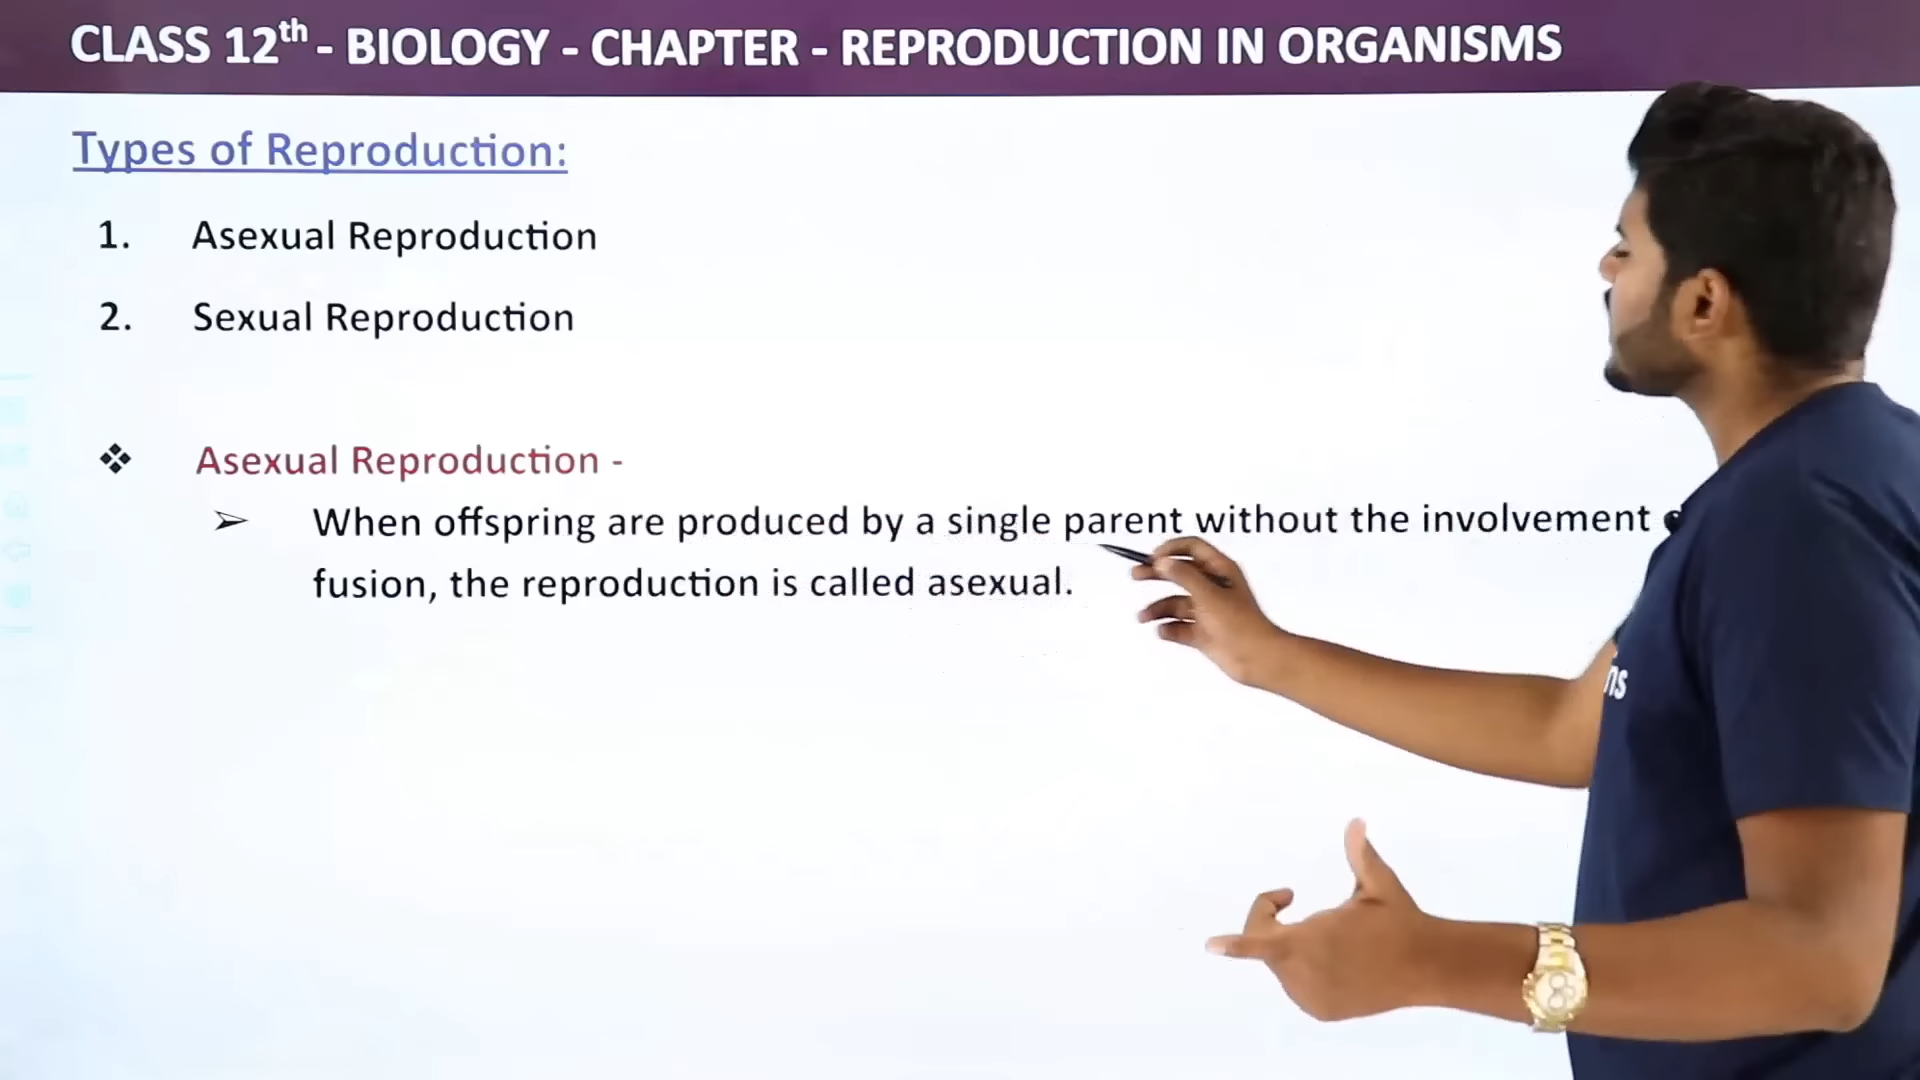 CLASS 12th - BIOLOGY - CHAPTER - REPRODUCTION IN ORGANISMS
Types of Reproduction:
1. Asexual Reproduction
2. Sexual Reproduction
❖ Asexual Reproduction -
➢ When offspring are produced by a single parent without the involvement
fusion, the reproduction is called asexual.
ns